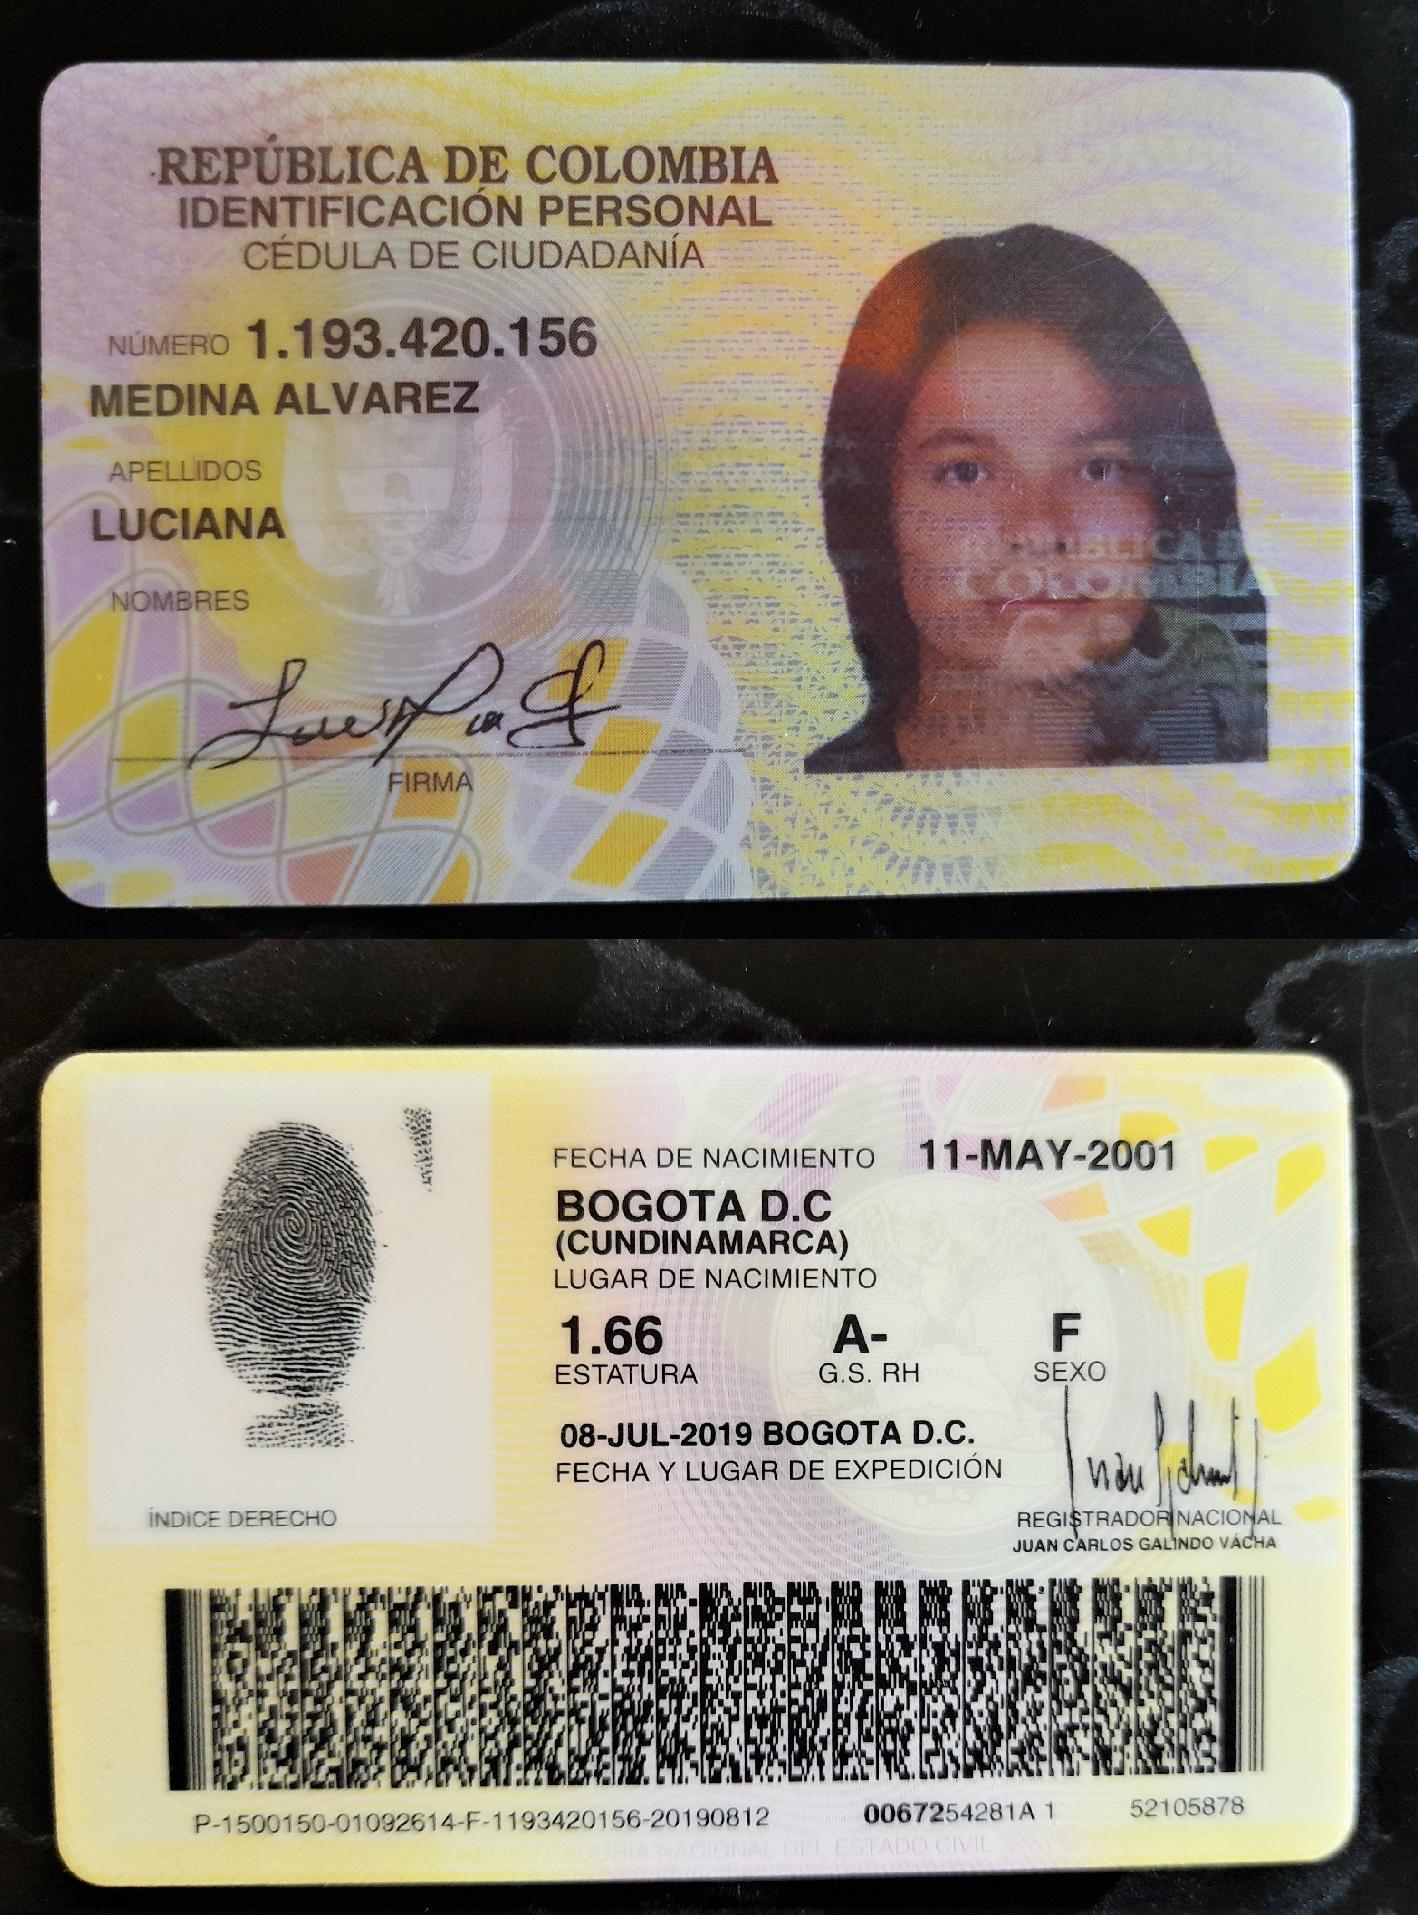 REPÚBLICA DE COLOMBIA
IDENTIFICACIÓN PERSONAL
CÉDULA DE CIUDADANÍA
NÚMERO 1.193.420.156
MEDINA ALVAREZ
APELLIDOS
LUCIANA
NOMBRES
FIRMA
REPÚBLICA DE
COLOMBIA
FECHA DE NACIMIENTO 11-MAY-2001
BOGOTA D.C
(CUNDINAMARCA)
LUGAR DE NACIMIENTO
1.66 A- F
ESTATURA G.S. RH SEXO
08-JUL-2019 BOGOTA D.C.
FECHA Y LUGAR DE EXPEDICIÓN
ÍNDICE DERECHO
REGISTRADOR NACIONAL
JUAN CARLOS GALINDO VÁCHA
P-1500150-01092614-F-1193420156-20190812 0067254281A 1 52105878
REGISTRADURÍA NACIONAL DEL ESTADO CIVIL